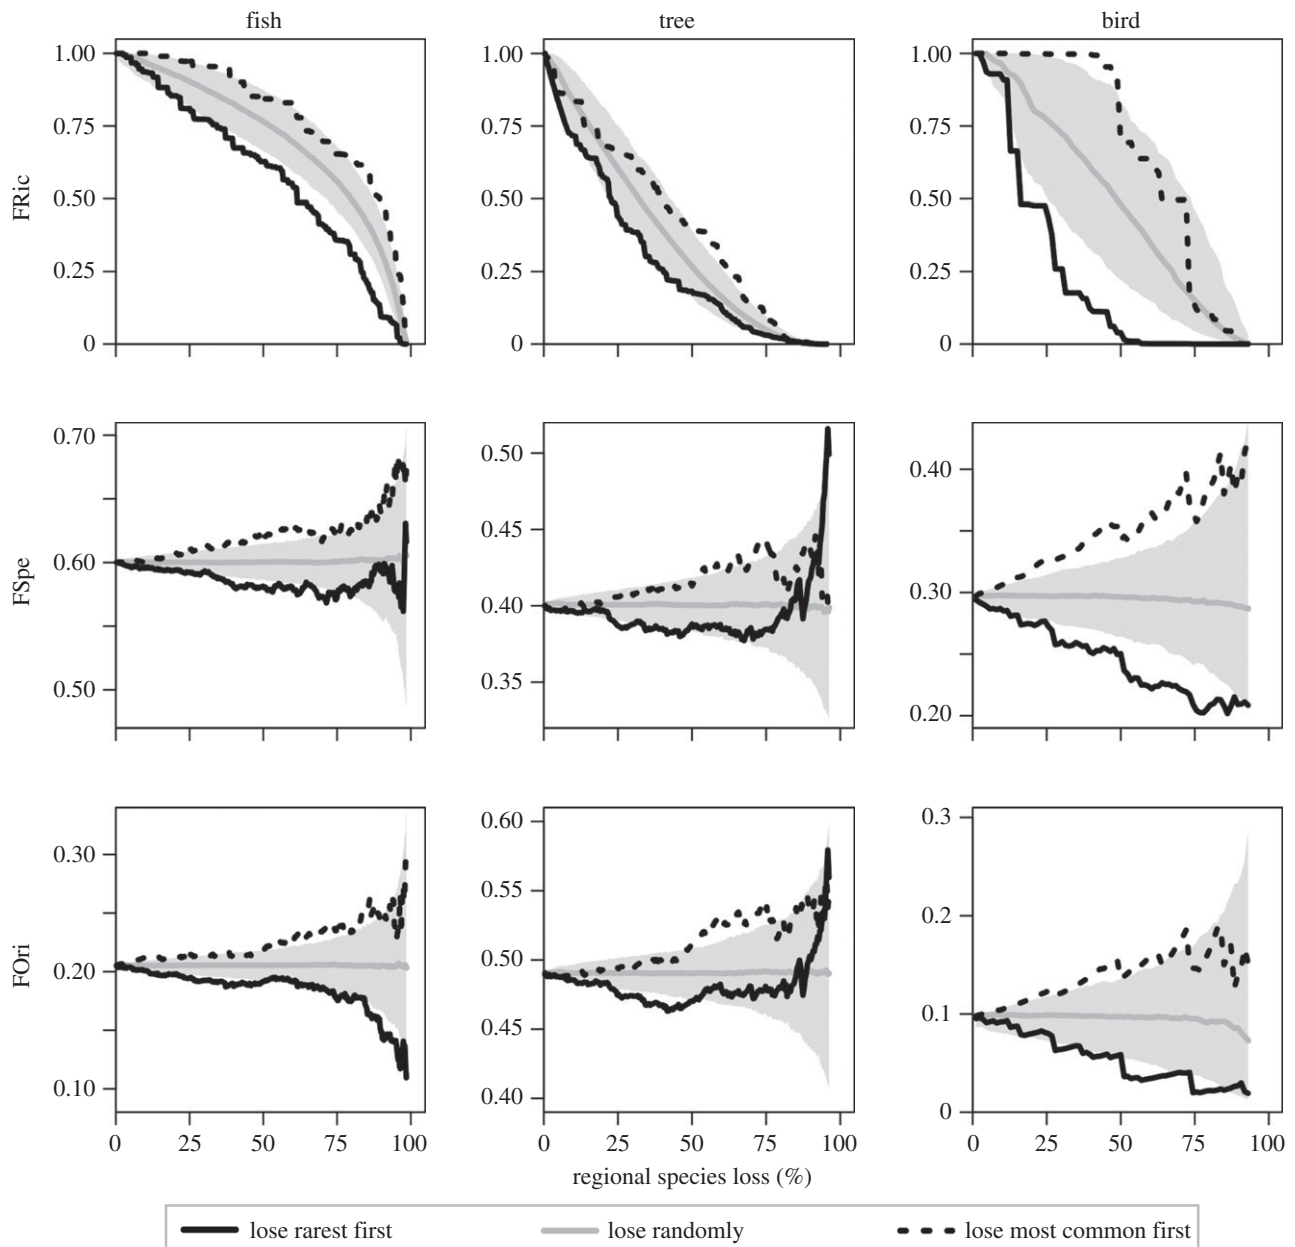 fish tree bird
FRic
1.00 1.00 1.00
0.75 0.75 0.75
0.50 0.50 0.50
0.25 0.25 0.25
0 0 0
FSpe
0.70 0.50 0.40
0.60 0.45 0.30
0.50 0.40 0.20
0.35
FOri
0.30 0.60 0.3
0.20 0.55 0.2
0.10 0.50 0.1
0.45 0
0.40
0 25 50 75 100 0 25 50 75 100 0 25 50 75 100
regional species loss (%)
lose rarest first lose randomly lose most common first